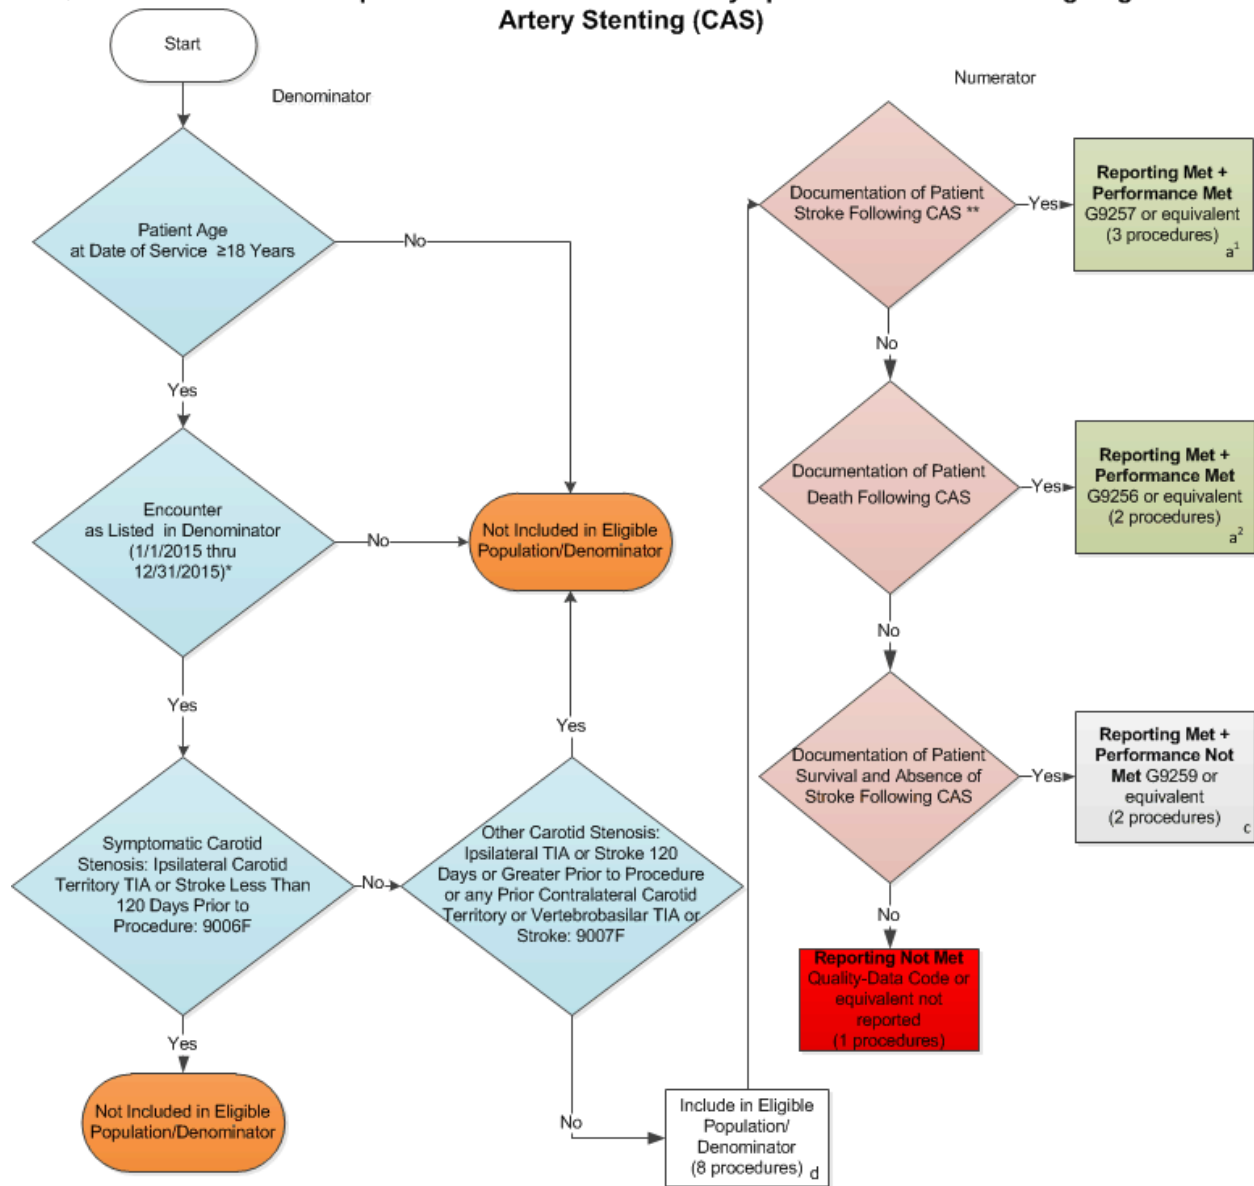 Artery Stenting (CAS)
Start
Denominator
Patient Age
at Date of Service ≥18 Years
No
Yes
Encounter
as Listed in Denominator
(1/1/2015 thru
12/31/2015)*
No
Not Included in Eligible
Population/Denominator
Yes
Yes
Symptomatic Carotid
Stenosis: Ipsilateral Carotid
Territory TIA or Stroke Less Than
120 Days Prior to
Procedure: 9006F
No
Other Carotid Stenosis:
Ipsilateral TIA or Stroke 120
Days or Greater Prior to Procedure
or any Prior Contralateral Carotid
Territory or Vertebrobasilar TIA or
Stroke: 9007F
Yes
Not Included in Eligible
Population/Denominator
No
Include in Eligible
Population/
Denominator
(8 procedures) d
Numerator
Documentation of Patient
Stroke Following CAS **
Yes
Reporting Met +
Performance Met
G9257 or equivalent
(3 procedures)
a¹
No
Documentation of Patient
Death Following CAS
Yes
Reporting Met +
Performance Met
G9256 or equivalent
(2 procedures)
a²
No
Documentation of Patient
Survival and Absence of
Stroke Following CAS
Yes
Reporting Met +
Performance Not
Met G9259 or
equivalent
(2 procedures)
c
No
Reporting Not Met
Quality-Data Code or
equivalent not
reported
(1 procedures)